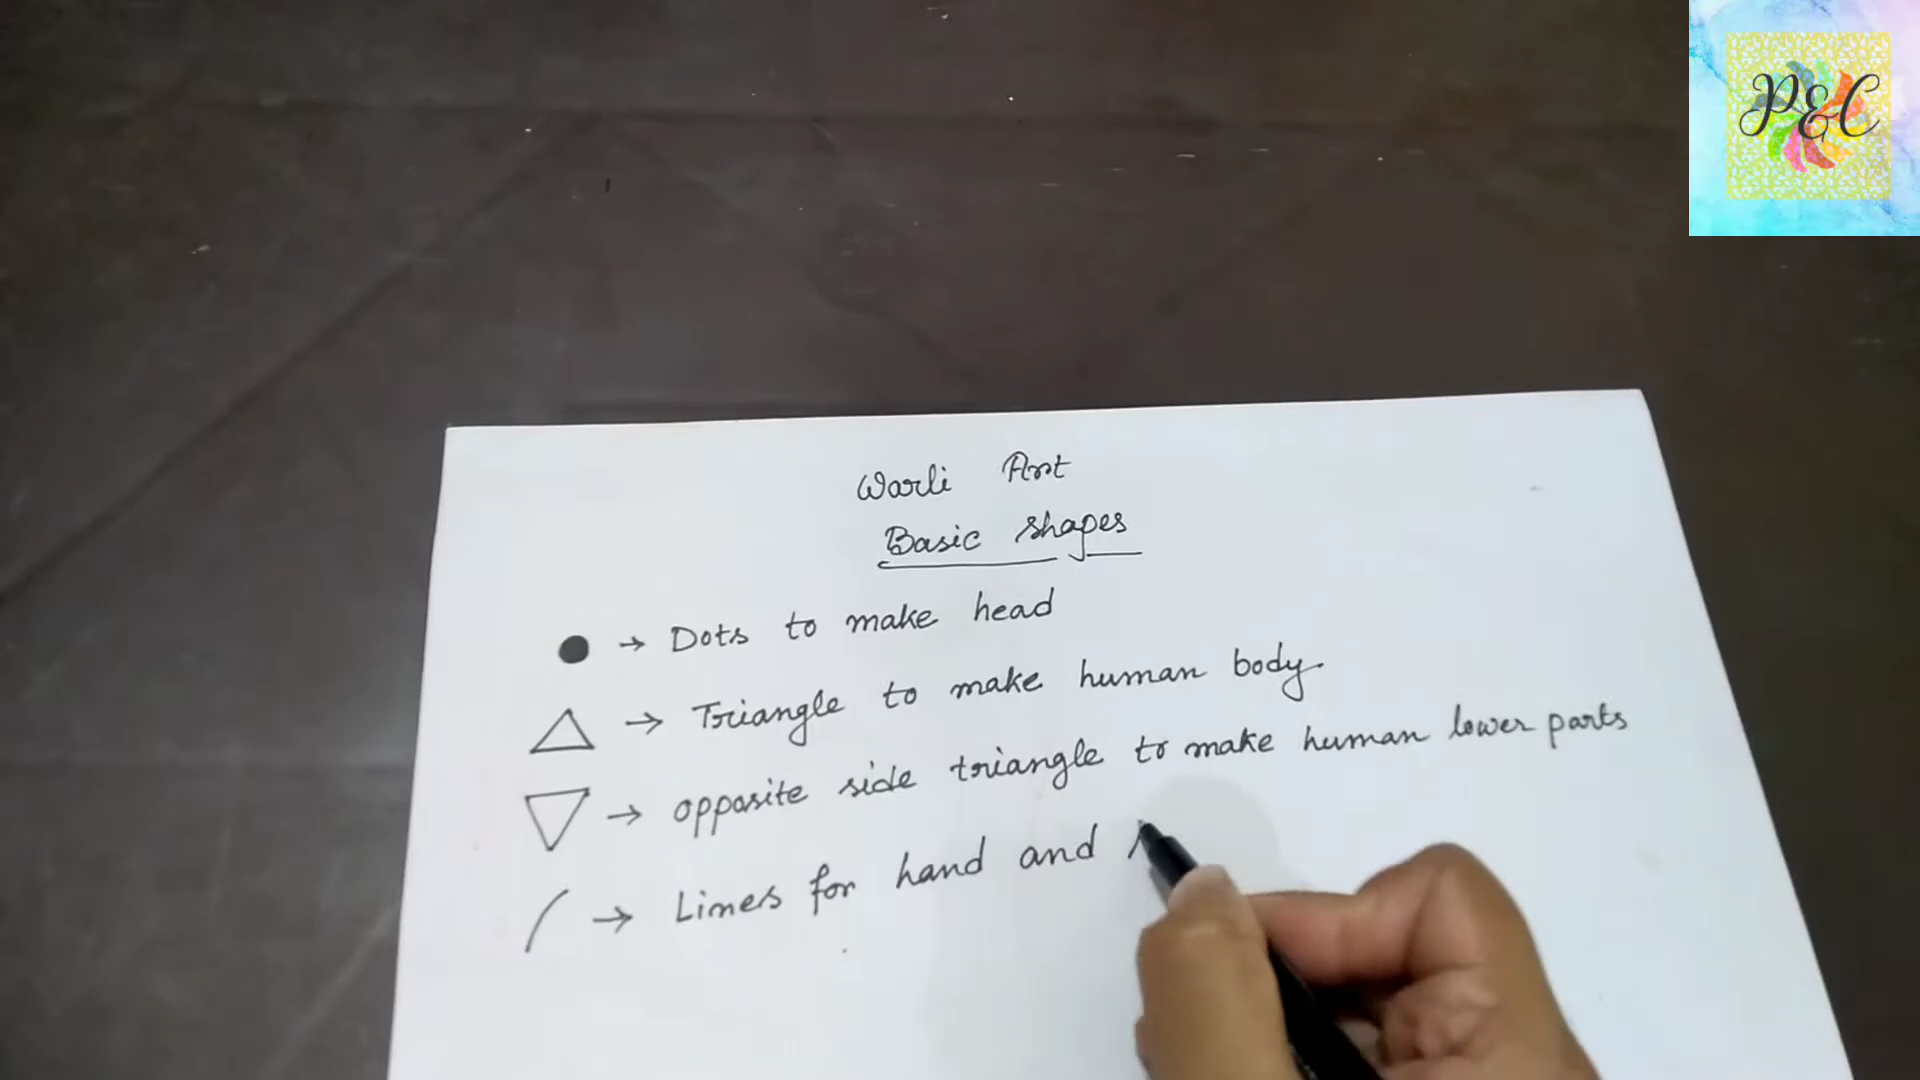 P&C
Warli Art
Basic shapes
→ Dots to make head
→ Triangle to make human body.
→ opposite side triangle to make human lower parts
→ Lines for hand and